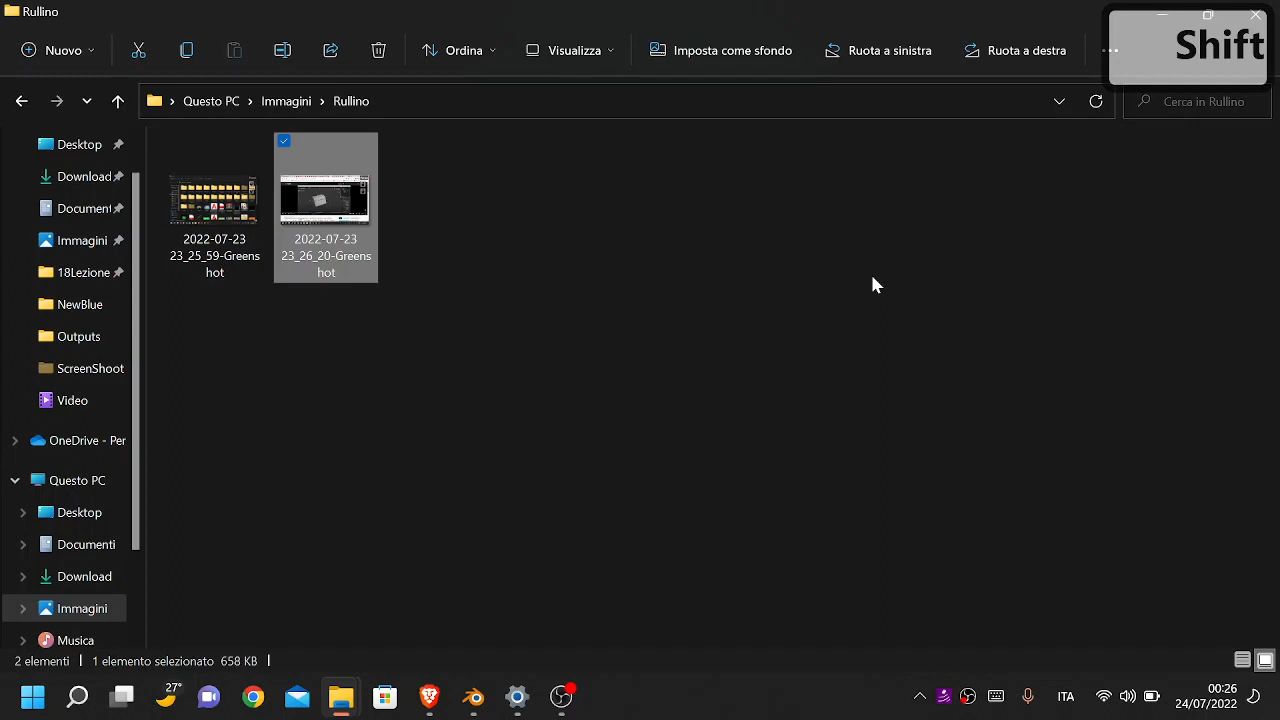 Rullino
Shift
Nuovo
Ordina
Visualizza
Imposta come sfondo
Ruota a sinistra
Ruota a destra
Questo PC
Immagini
Rullino
Cerca in Rullino
Desktop
Download
Document
Immagini
18Lezione
NewBlue
Outputs
ScreenShoot
Video
OneDrive - Per
Questo PC
Desktop
Documenti
Download
Immagini
Musica
2022-07-23
23_25_59-Greens
hot
2022-07-23
23_26_20-Greens
hot
2 elementi
1 elemento selezionato 658 KB
27°
ITA
00:26
24/07/2022